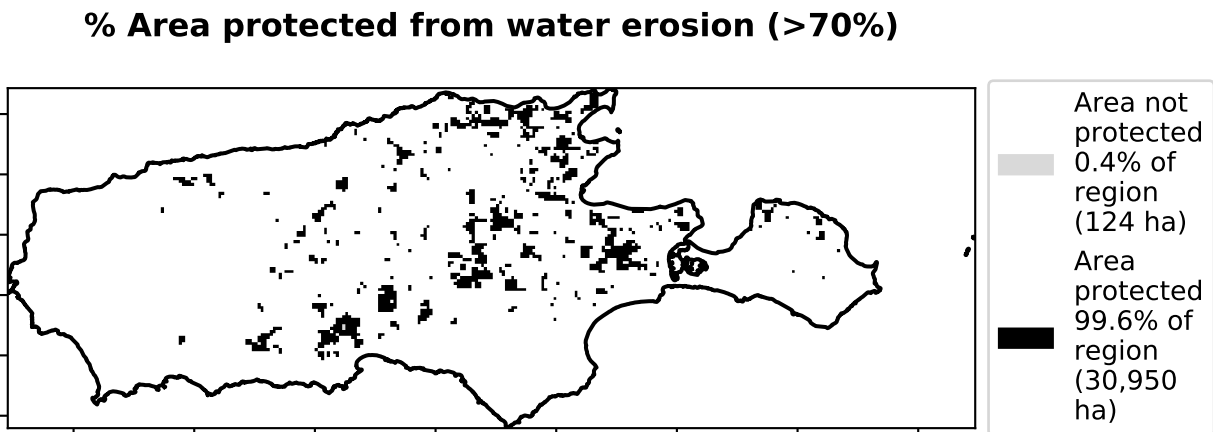 % Area protected from water erosion (>70%)
Area not
protected
0.4% of
region
(124 ha)
Area
protected
99.6% of
region
(30,950
ha)